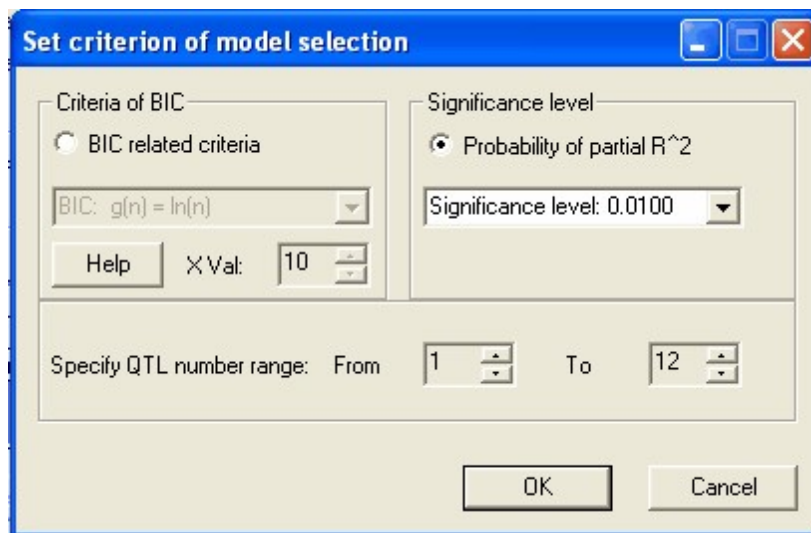 Set criterion of model selection
Criteria of BIC
BIC related criteria
BIC: g(n) = ln(n)
Help X Val: 10
Significance level
Probability of partial R^2
Significance level: 0.0100
Specify QTL number range: From 1 To 12
OK Cancel